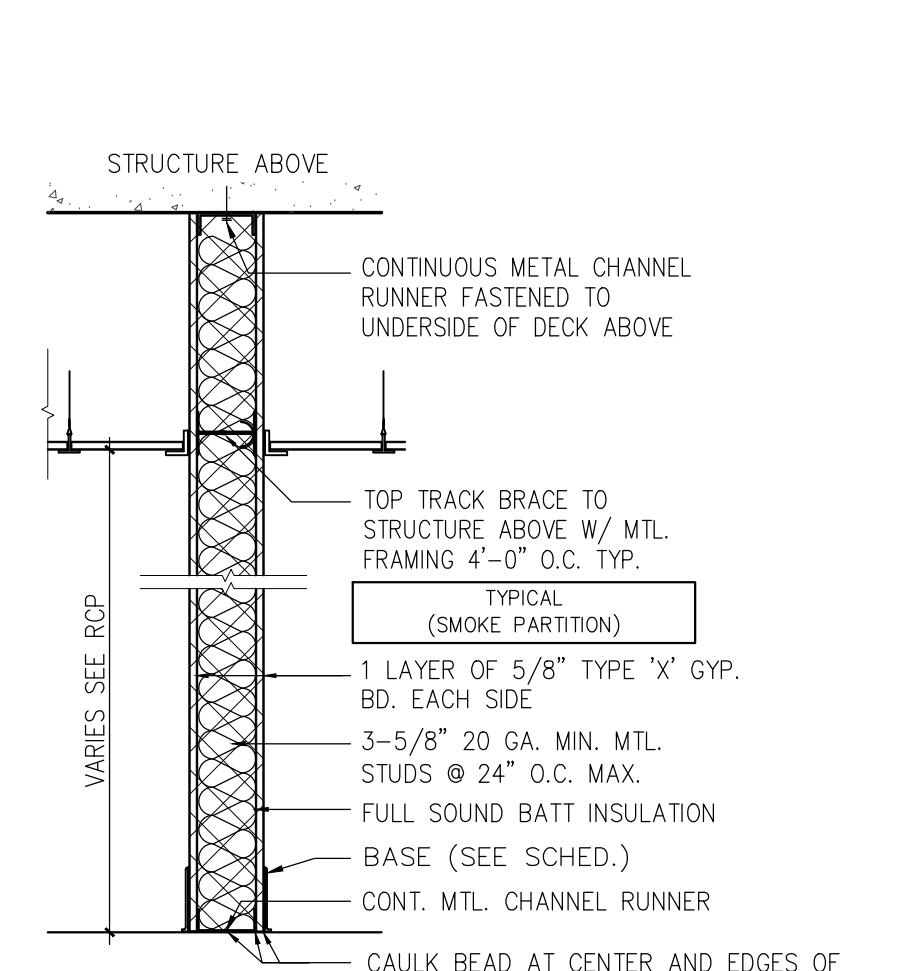 STRUCTURE ABOVE
CONTINUOUS METAL CHANNEL
RUNNER FASTENED TO
UNDERSIDE OF DECK ABOVE
TOP TRACK BRACE TO
STRUCTURE ABOVE W/ MTL.
FRAMING 4'-0" O.C. TYP.
TYPICAL
(SMOKE PARTITION)
VARIES SEE RCP
1 LAYER OF 5/8" TYPE 'X' GYP.
BD. EACH SIDE
3-5/8" 20 GA. MIN. MTL.
STUDS @ 24" O.C. MAX.
FULL SOUND BATT INSULATION
BASE (SEE SCHED.)
CONT. MTL. CHANNEL RUNNER
CAULK BEAD AT CENTER AND EDGES OF